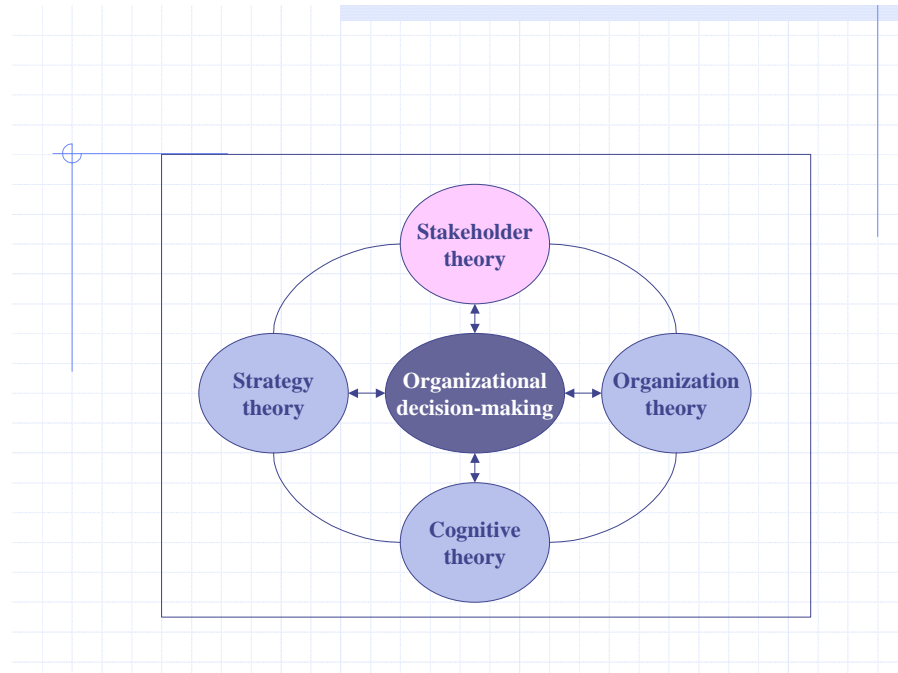 Stakeholder
theory
Strategy
theory
Organizational
decision-making
Organization
theory
Cognitive
theory